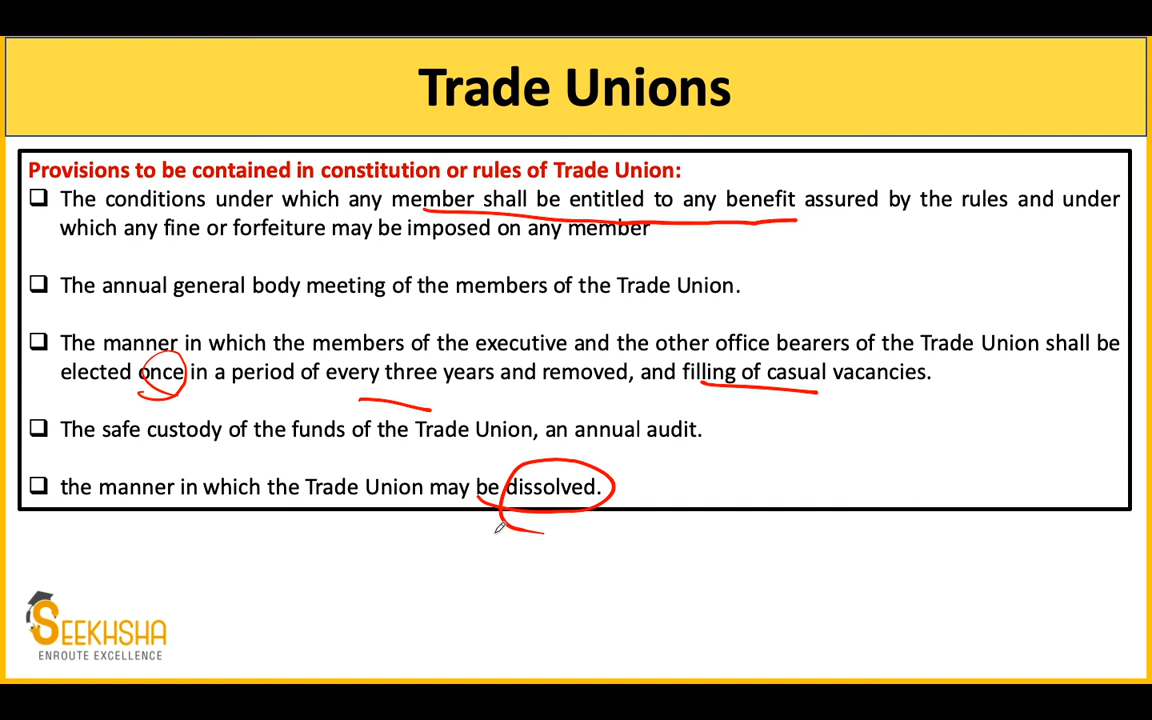 Trade Unions
Provisions to be contained in constitution or rules of Trade Union:
The conditions under which any member shall be entitled to any benefit assured by the rules and under
which any fine or forfeiture may be imposed on any member
The annual general body meeting of the members of the Trade Union.
The manner in which the members of the executive and the other office bearers of the Trade Union shall be
elected once in a period of every three years and removed, and filling of casual vacancies.
The safe custody of the funds of the Trade Union, an annual audit.
the manner in which the Trade Union may be dissolved.
SEEKHSHA
ENROUTE EXCELLENCE